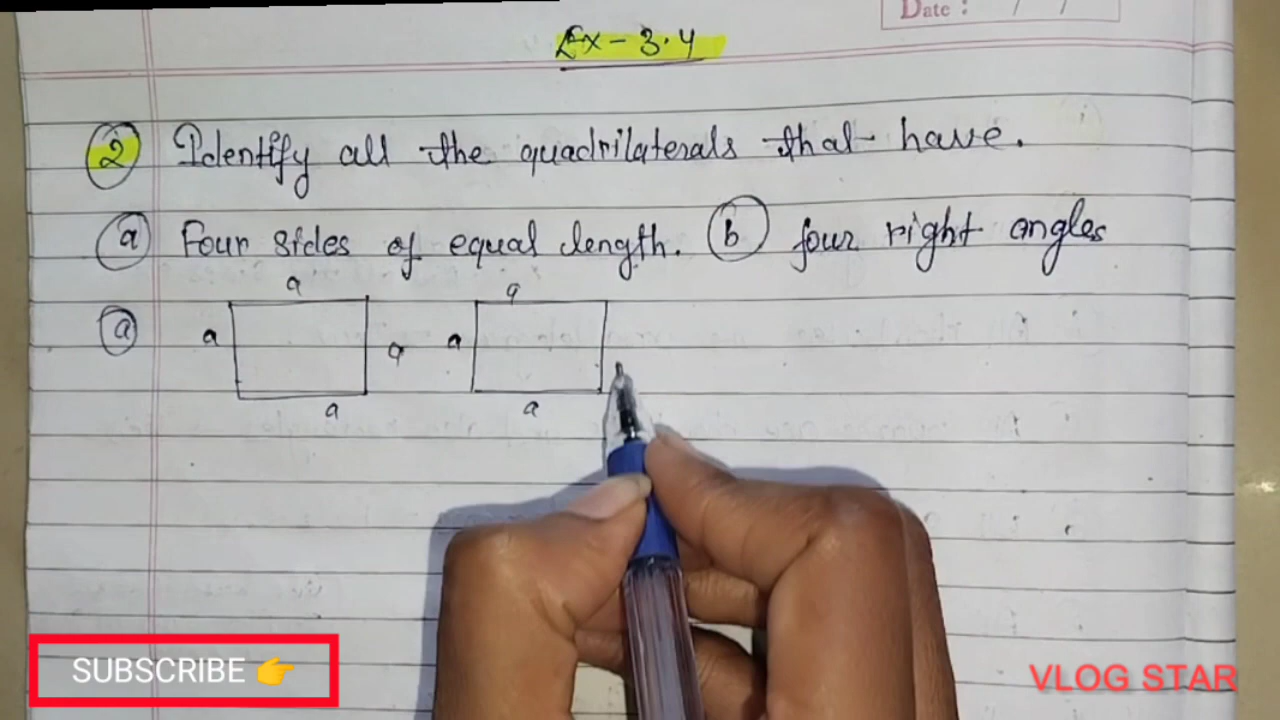 Date : / /
Ex - 3.4
2 Identify all the quadrilaterals that have.
a Four sides of equal length. b four right angles
a
a a
a a a
a a
SUBSCRIBE 👉
VLOG STAR